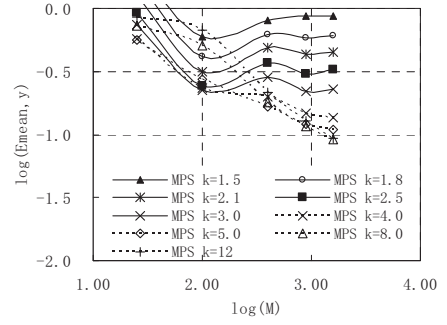 0.0
-0.5
-1.0
-1.5
-2.0
log(Emean,y)
MPS k=1.5 MPS k=1.8
MPS k=2.1 MPS k=2.5
MPS k=3.0 MPS k=4.0
MPS k=5.0 MPS k=8.0
MPS k=12
1.00 2.00 3.00 4.00
log(M)